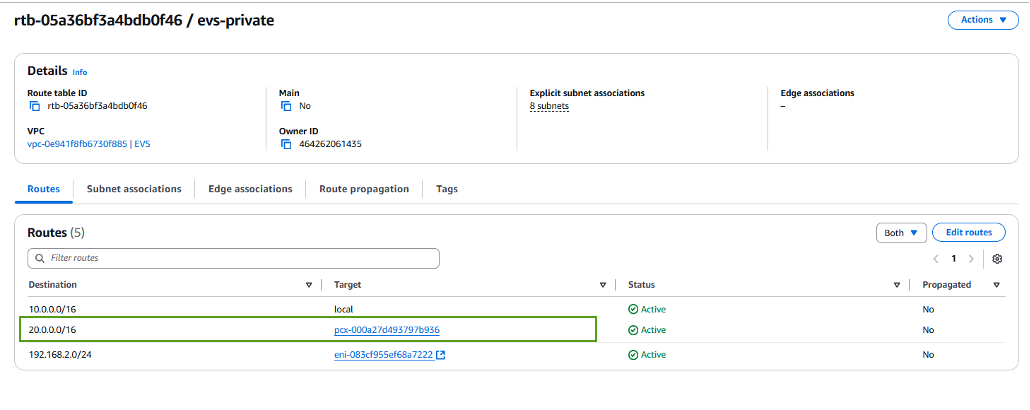 rtb-05a36bf3a4bdb0f46 / evs-private
Actions
Details Info
Route table ID
rtb-05a36bf3a4bdb0f46
Main
No
Explicit subnet associations
8 subnets
Edge associations
–
VPC
vpc-0e941f8fb6730f885 | EVS
Owner ID
464262061435
Routes
Subnet associations
Edge associations
Route propagation
Tags
Routes (5)
Both
Edit routes
Filter routes
1
Destination Target Status Propagated
10.0.0.0/16 local Active No
20.0.0.0/16 pcx-000a27d493797b936 Active No
192.168.2.0/24 eni-083cf955ef68a7222 Active No